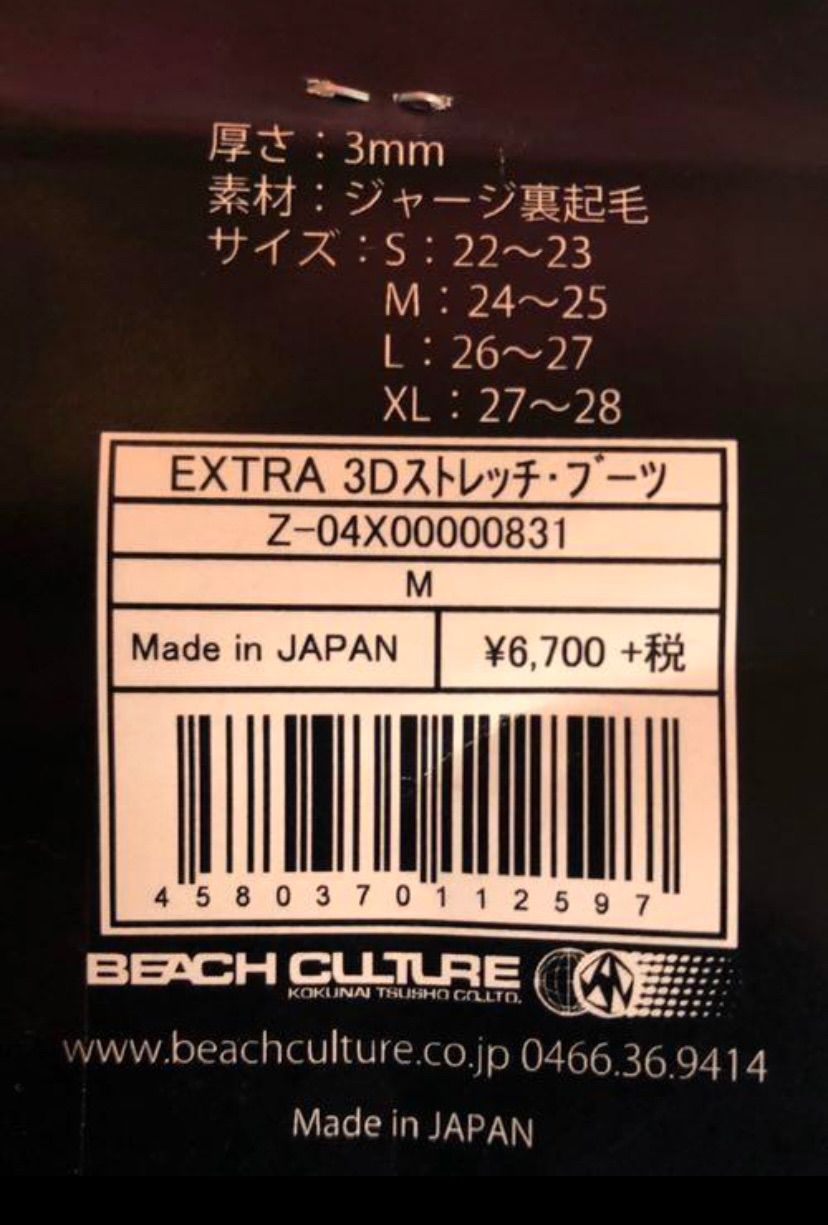 厚さ：3mm
素材：ジャージ裏起毛
サイズ：S：22〜23
M：24〜25
L：26〜27
XL：27〜28
EXTRA 3Dストレッチ・ブーツ
Z-04X00000831
M
Made in JAPAN ¥6,700 +税
4580370112597
BEACH CULTURE
KOKUNAI TSUSHO CO.,LTD.
www.beachculture.co.jp 0466.36.9414
Made in JAPAN